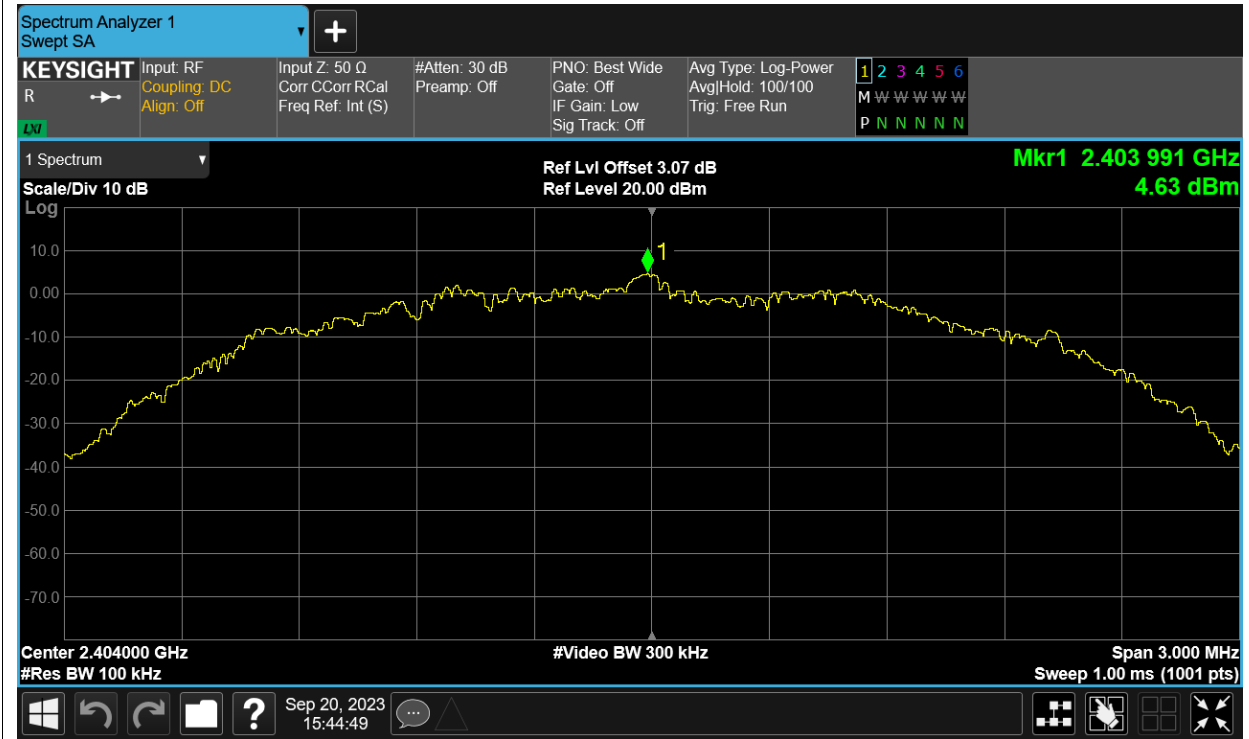 Spectrum Analyzer 1
Swept SA
+
KEYSIGHT
R
LXI
Input: RF
Coupling: DC
Align: Off
Input Z: 50 Ω
Corr CCorr RCal
Freq Ref: Int (S)
#Atten: 30 dB
Preamp: Off
PNO: Best Wide
Gate: Off
IF Gain: Low
Sig Track: Off
Avg Type: Log-Power
Avg|Hold: 100/100
Trig: Free Run
1 2 3 4 5 6
M W W W W W W
P N N N N N N
1 Spectrum
Scale/Div 10 dB
Log
Ref Lvl Offset 3.07 dB
Ref Level 20.00 dBm
Mkr1 2.403 991 GHz
4.63 dBm
1
10.0
0.00
-10.0
-20.0
-30.0
-40.0
-50.0
-60.0
-70.0
Center 2.404000 GHz
#Res BW 100 kHz
#Video BW 300 kHz
Span 3.000 MHz
Sweep 1.00 ms (1001 pts)
?
Sep 20, 2023
15:44:49